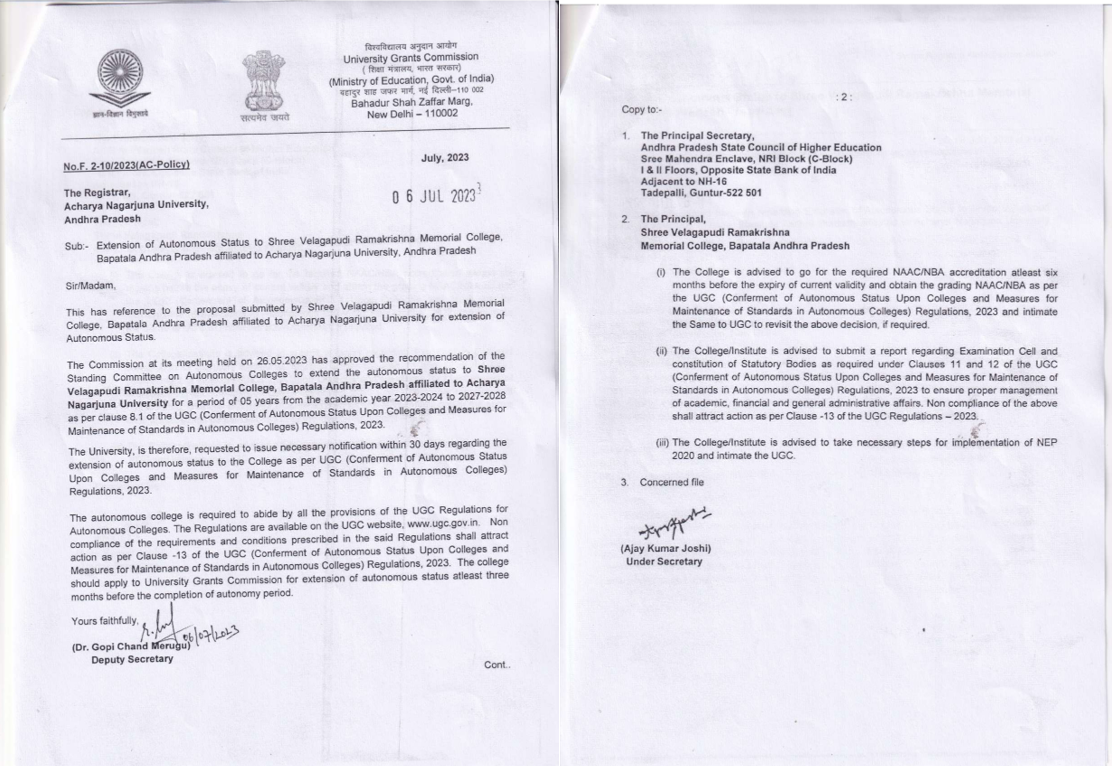 विश्वविद्यालय अनुदान आयोग
University Grants Commission
( शिक्षा मंत्रालय, भारत सरकार)
(Ministry of Education, Govt. of India)
बहादुर शाह जफर मार्ग, नई दिल्ली-110 002
Bahadur Shah Zaffar Marg,
New Delhi – 110002
ज्ञान-विज्ञान विमुक्तये
सत्यमेव जयते
No.F. 2-10/2023(AC-Policy)
July, 2023
06 JUL 2023
The Registrar,
Acharya Nagarjuna University,
Andhra Pradesh
Sub:- Extension of Autonomous Status to Shree Velagapudi Ramakrishna Memorial College,
Bapatala Andhra Pradesh affiliated to Acharya Nagarjuna University, Andhra Pradesh
Sir/Madam,
This has reference to the proposal submitted by Shree Velagapudi Ramakrishna Memorial
College, Bapatala Andhra Pradesh affiliated to Acharya Nagarjuna University for extension of
Autonomous Status.
The Commission at its meeting held on 26.05.2023 has approved the recommendation of the
Standing Committee on Autonomous Colleges to extend the autonomous status to Shree
Velagapudi Ramakrishna Memorial College, Bapatala Andhra Pradesh affiliated to Acharya
Nagarjuna University for a period of 05 years from the academic year 2023-2024 to 2027-2028
as per clause 8.1 of the UGC (Conferment of Autonomous Status Upon Colleges and Measures for
Maintenance of Standards in Autonomous Colleges) Regulations, 2023.
The University, is therefore, requested to issue necessary notification within 30 days regarding the
extension of autonomous status to the College as per UGC (Conferment of Autonomous Status
Upon Colleges and Measures for Maintenance of Standards in Autonomous Colleges)
Regulations, 2023.
The autonomous college is required to abide by all the provisions of the UGC Regulations for
Autonomous Colleges. The Regulations are available on the UGC website, www.ugc.gov.in. Non
compliance of the requirements and conditions prescribed in the said Regulations shall attract
action as per Clause -13 of the UGC (Conferment of Autonomous Status Upon Colleges and
Measures for Maintenance of Standards in Autonomous Colleges) Regulations, 2023. The college
should apply to University Grants Commission for extension of autonomous status atleast three
months before the completion of autonomy period.
Yours faithfully,
06/07/2023
(Dr. Gopi Chand Merugu)
Deputy Secretary
Cont..
:2:
Copy to:-
1. The Principal Secretary,
Andhra Pradesh State Council of Higher Education
Sree Mahendra Enclave, NRI Block (C-Block)
I & II Floors, Opposite State Bank of India
Adjacent to NH-16
Tadepalli, Guntur-522 501
2. The Principal,
Shree Velagapudi Ramakrishna
Memorial College, Bapatala Andhra Pradesh
(i) The College is advised to go for the required NAAC/NBA accreditation atleast six
months before the expiry of current validity and obtain the grading NAAC/NBA as per
the UGC (Conferment of Autonomous Status Upon Colleges and Measures for
Maintenance of Standards in Autonomous Colleges) Regulations, 2023 and intimate
the Same to UGC to revisit the above decision, if required.
(ii) The College/Institute is advised to submit a report regarding Examination Cell and
constitution of Statutory Bodies as required under Clauses 11 and 12 of the UGC
(Conferment of Autonomous Status Upon Colleges and Measures for Maintenance of
Standards in Autonomous Colleges) Regulations, 2023 to ensure proper management
of academic, financial and general administrative affairs. Non compliance of the above
shall attract action as per Clause -13 of the UGC Regulations – 2023.
(iii) The College/Institute is advised to take necessary steps for implementation of NEP
2020 and intimate the UGC.
3. Concerned file
(Ajay Kumar Joshi)
Under Secretary